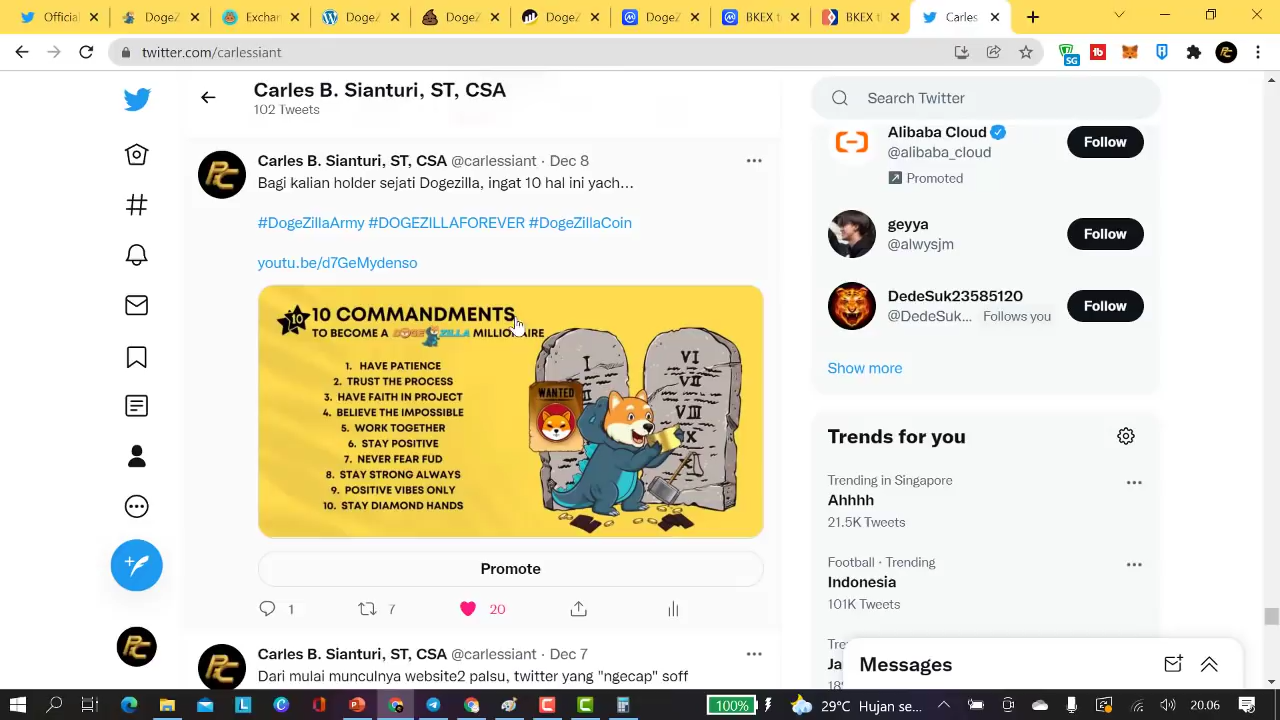 Official
DogeZ
Exchan
WordP
DogeZ
DogeZ
DogeZ
BKEX t
BKEX t
Carles
twitter.com/carlessiant
SG
Carles B. Sianturi, ST, CSA
102 Tweets
Search Twitter
Carles B. Sianturi, ST, CSA @carlessiant · Dec 8
Bagi kalian holder sejati Dogezilla, ingat 10 hal ini yach...
#DogeZillaArmy #DOGEZILLAFOREVER #DogeZillaCoin
youtu.be/d7GeMydenso
10
10 COMMANDMENTS
TO BECOME A DOGEZILLA MILLIONAIRE
1. HAVE PATIENCE
2. TRUST THE PROCESS
3. HAVE FAITH IN PROJECT
4. BELIEVE THE IMPOSSIBLE
5. WORK TOGETHER
6. STAY POSITIVE
7. NEVER FEAR FUD
8. STAY STRONG ALWAYS
9. POSITIVE VIBES ONLY
10. STAY DIAMOND HANDS
WANTED
I
VI
VII
VIII
Promote
1
7
20
Carles B. Sianturi, ST, CSA @carlessiant · Dec 7
Dari mulai munculnya website2 palsu, twitter yang "ngecap" soff
Alibaba Cloud
@alibaba_cloud
Promoted
Follow
geyya
@alwysjm
Follow
DedeSuk23585120
@DedeSuk... Follows you
Follow
Show more
Trends for you
Trending in Singapore
Ahhhh
21.5K Tweets
Football · Trending
Indonesia
101K Tweets
Tre
Ja
Messages
100%
29°C Hujan se...
20.06